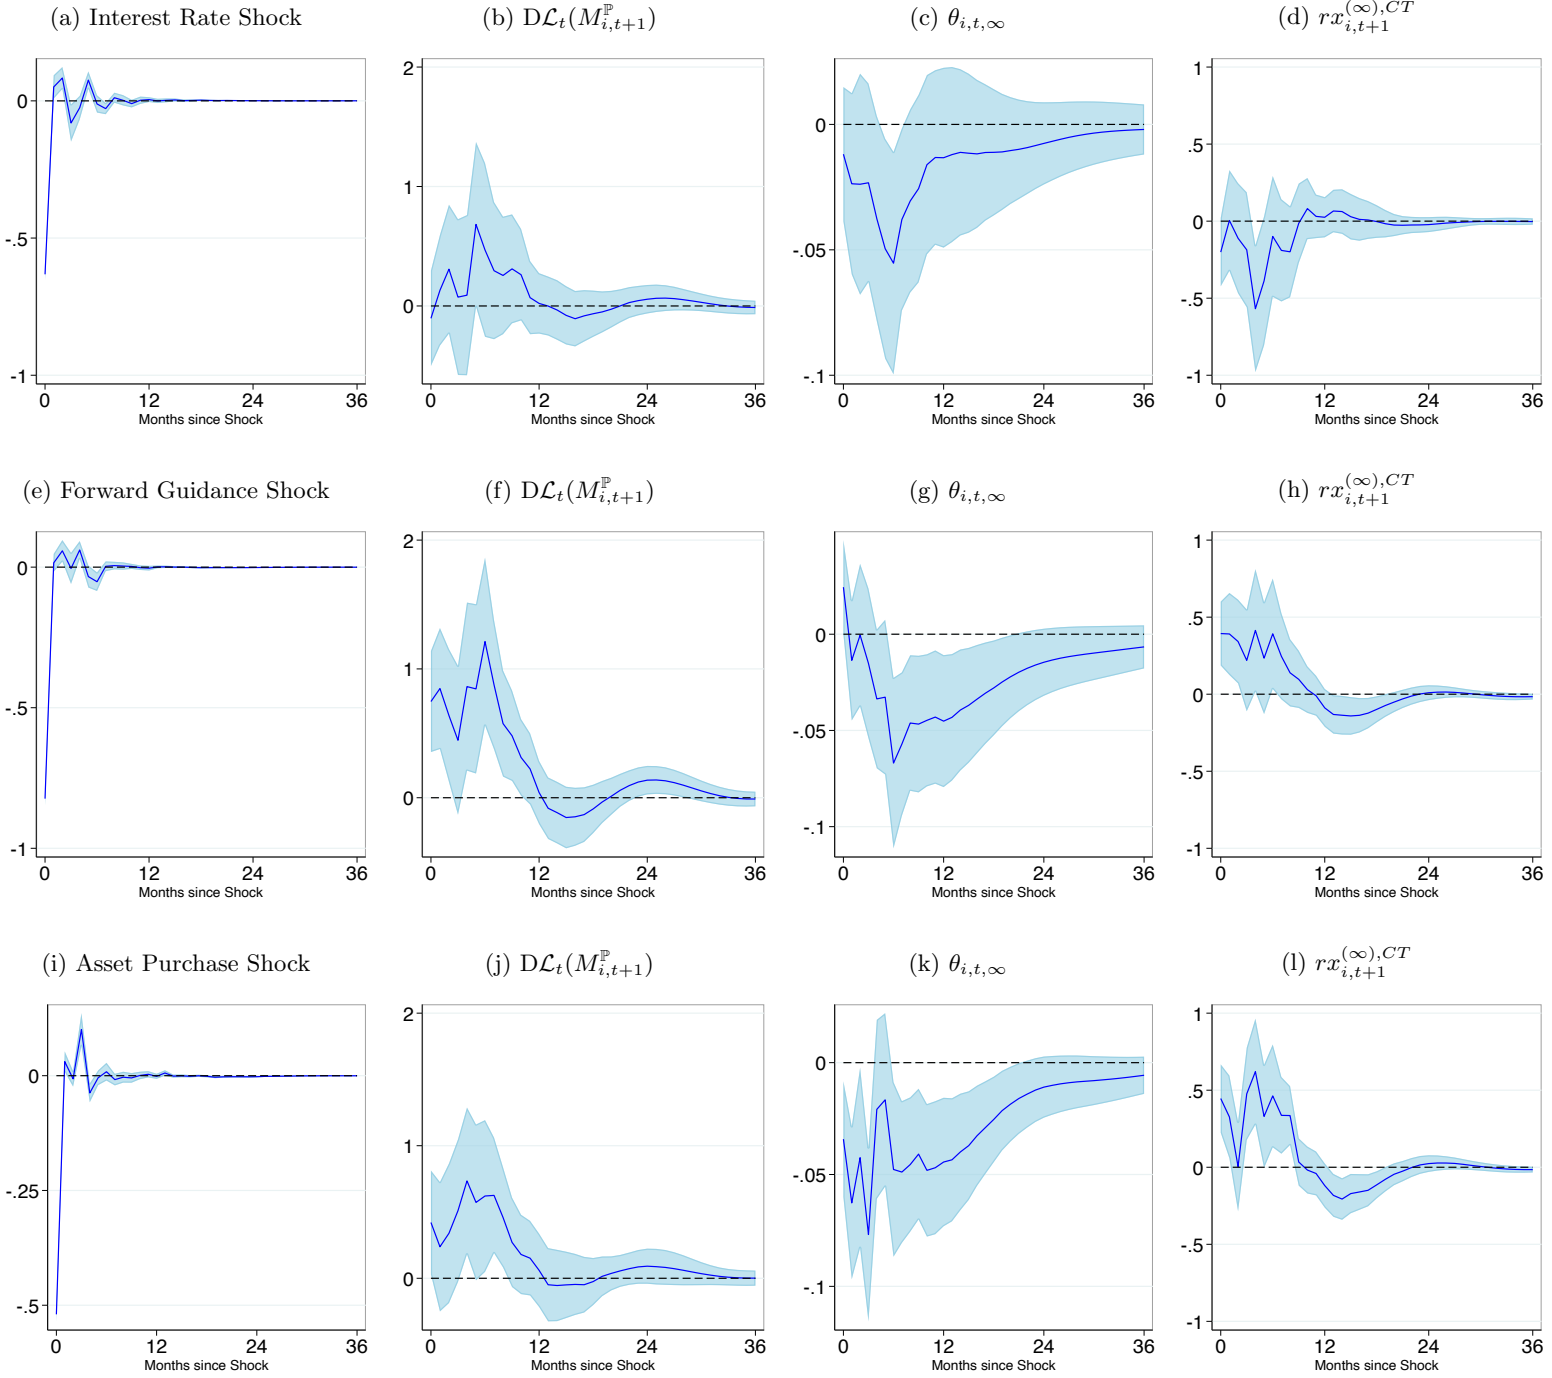 (a) Interest Rate Shock
(b) D𝓛ₜ(M^ℙ_{i,t+1})
(c) θ_{i,t,∞}
(d) rx^{(∞),CT}_{i,t+1}
0
-.5
-1
0 12 24 36
Months since Shock
2
1
0
0 12 24 36
Months since Shock
0
-.05
-.1
0 12 24 36
Months since Shock
1
.5
0
-.5
-1
0 12 24 36
Months since Shock
(e) Forward Guidance Shock
(f) D𝓛ₜ(M^ℙ_{i,t+1})
(g) θ_{i,t,∞}
(h) rx^{(∞),CT}_{i,t+1}
0
-.5
-1
0 12 24 36
Months since Shock
2
1
0
0 12 24 36
Months since Shock
0
-.05
-.1
0 12 24 36
Months since Shock
1
.5
0
-.5
-1
0 12 24 36
Months since Shock
(i) Asset Purchase Shock
(j) D𝓛ₜ(M^ℙ_{i,t+1})
(k) θ_{i,t,∞}
(l) rx^{(∞),CT}_{i,t+1}
0
-.25
-.5
0 12 24 36
Months since Shock
2
1
0
0 12 24 36
Months since Shock
0
-.05
-.1
0 12 24 36
Months since Shock
1
.5
0
-.5
-1
0 12 24 36
Months since Shock